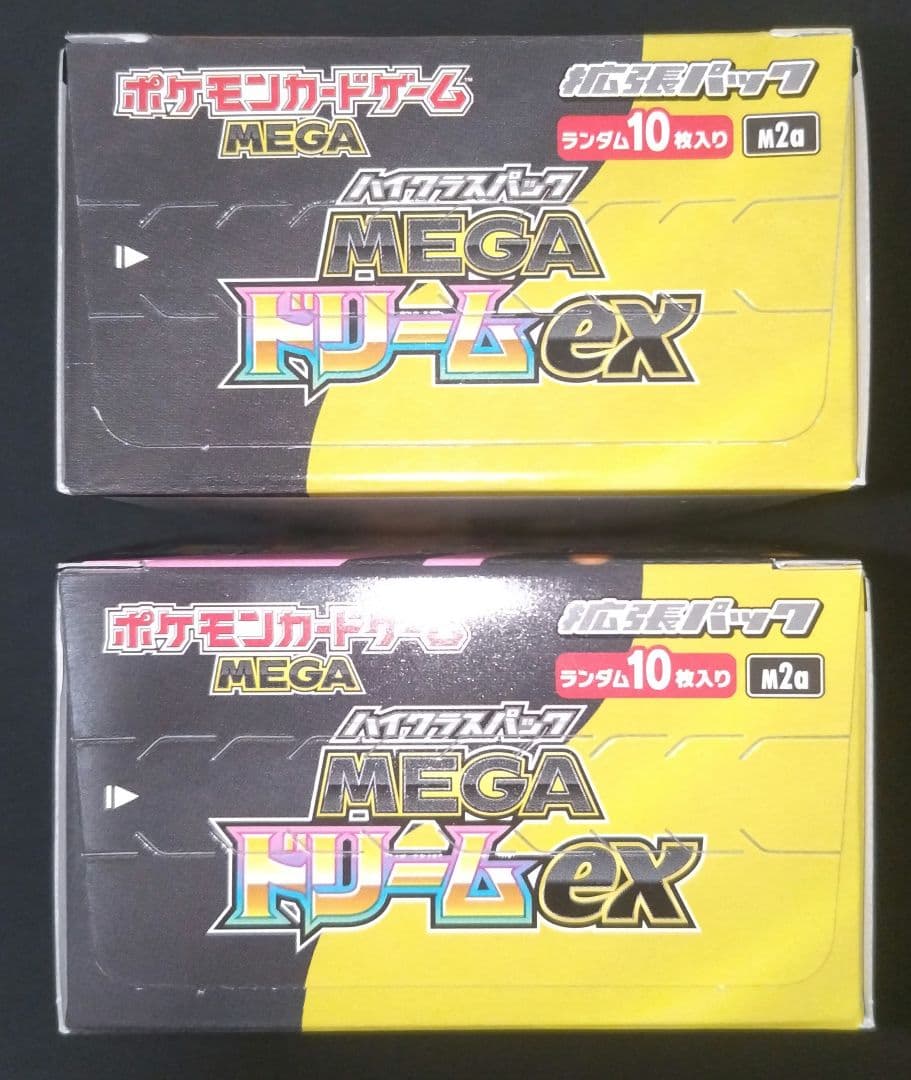 ポケモンカードゲーム™
MEGA
拡張パック
ランダム10枚入り
M2a
ハイクラスパック
MEGA
ドリームex
ポケモンカードゲーム
MEGA
拡張パック
ランダム10枚入り
M2a
ハイクラスパック
MEGA
ドリームex